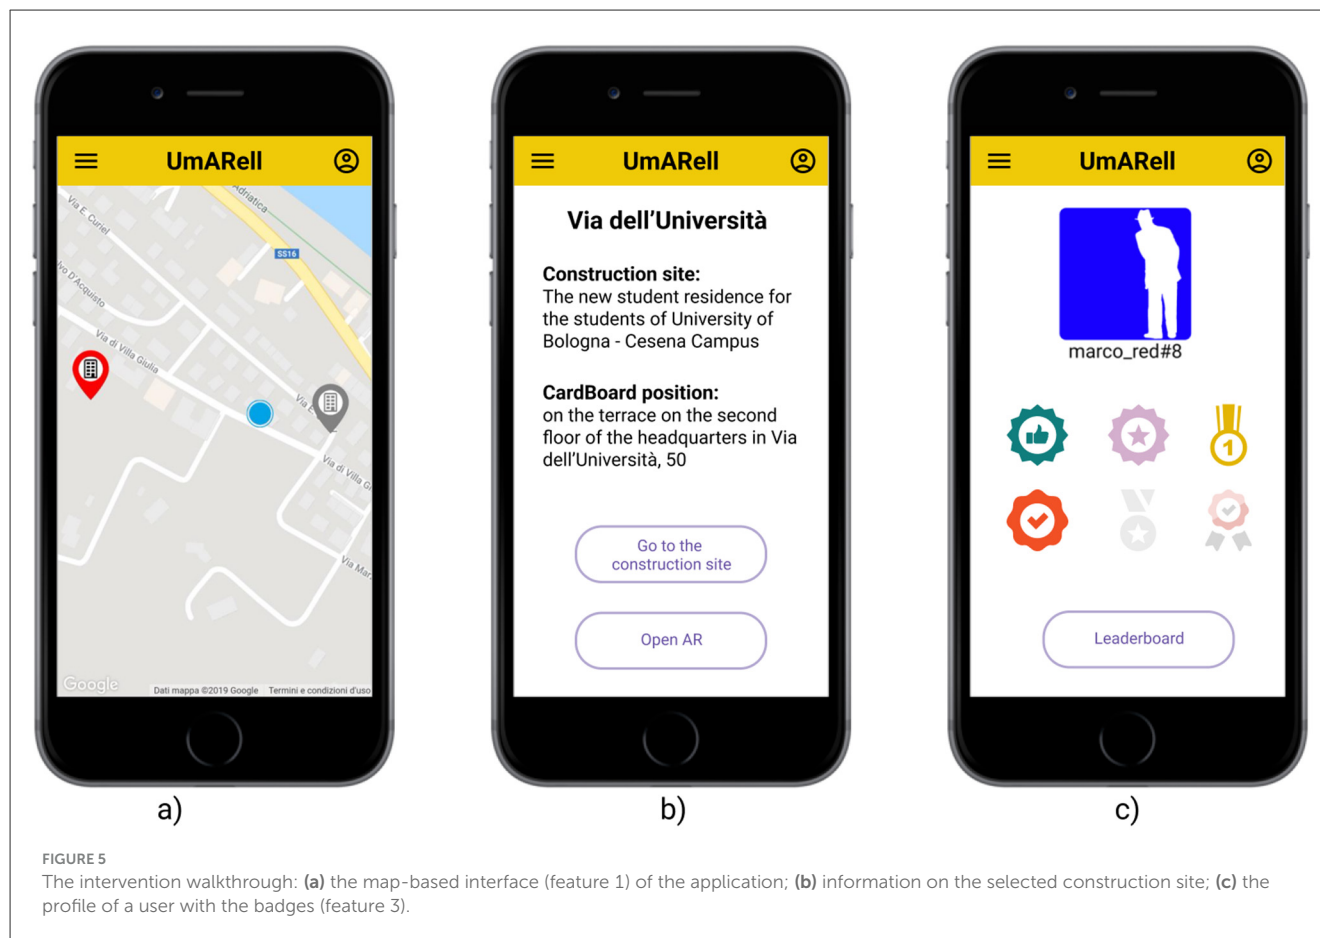 UmARell
Adriatica
Via E. Curiel
SS16
lvo D'Acquisto
Via di Villa Giulia
Via E.
Via di Villa Gi
Via Mar
Google
Dati mappa ©2019 Google Termini e condizioni d'uso
a)
UmARell
Via dell'Università
Construction site:
The new student residence for
the students of University of
Bologna - Cesena Campus
CardBoard position:
on the terrace on the second
floor of the headquarters in Via
dell'Università, 50
Go to the
construction site
Open AR
b)
UmARell
marco_red#8
1
Leaderboard
c)
FIGURE 5
The intervention walkthrough: (a) the map-based interface (feature 1) of the application; (b) information on the selected construction site; (c) the
profile of a user with the badges (feature 3).